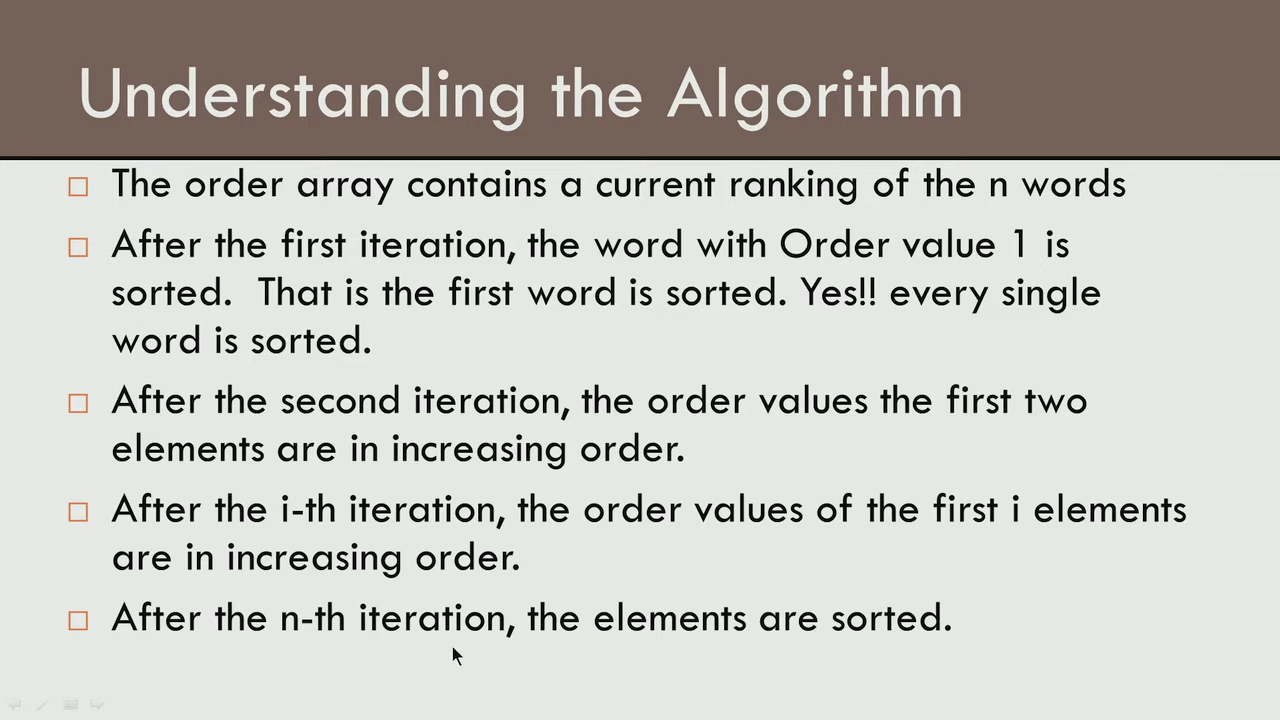 Understanding the Algorithm
The order array contains a current ranking of the n words
After the first iteration, the word with Order value 1 is
sorted.  That is the first word is sorted. Yes!! every single
word is sorted.
After the second iteration, the order values the first two
elements are in increasing order.
After the i-th iteration, the order values of the first i elements
are in increasing order.
After the n-th iteration, the elements are sorted.